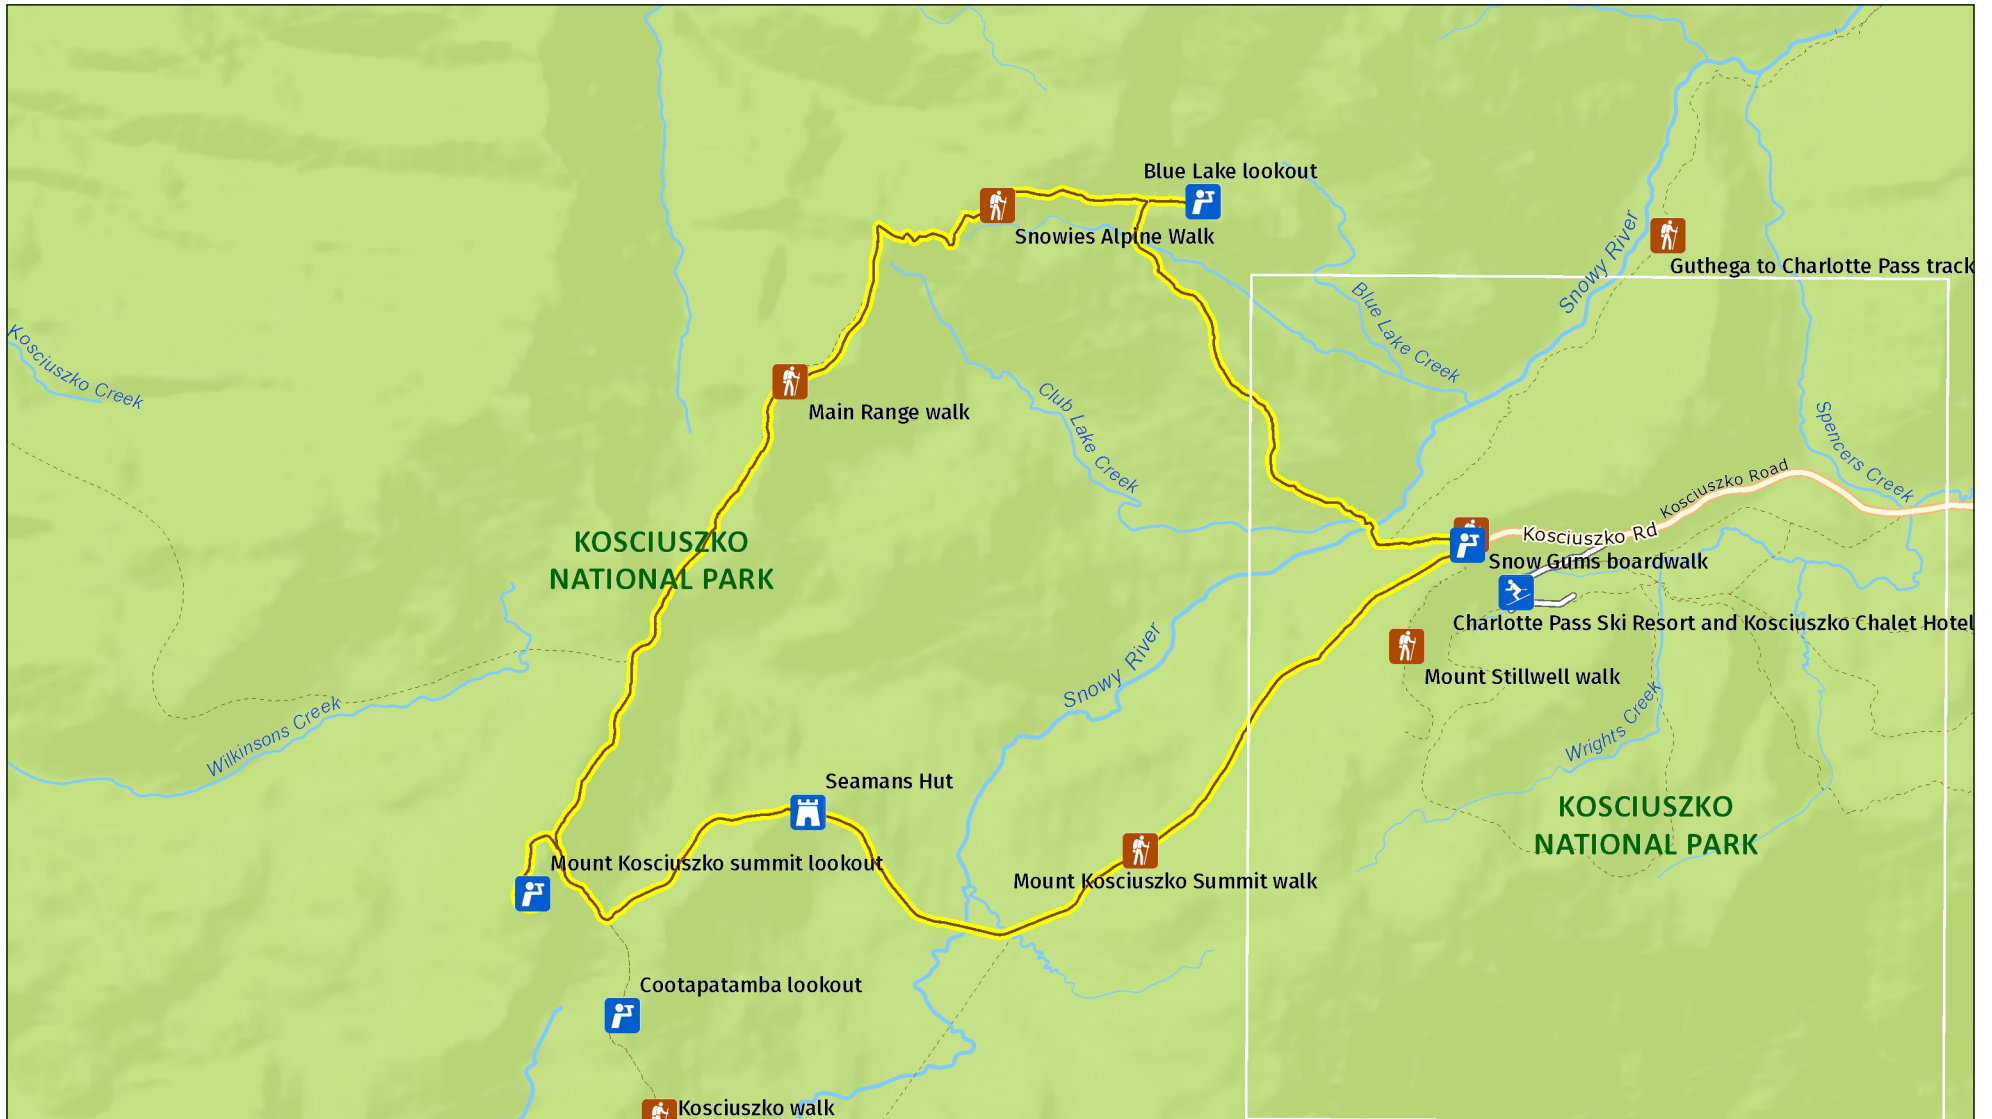 Blue Lake lookout
Snowies Alpine Walk
Snowy River
Guthega to Charlotte Pass track
Kosciuszko Creek
Blue Lake Creek
Main Range walk
Club Lake Creek
Spencers Creek
Kosciuszko Road
KOSCIUSZKO
NATIONAL PARK
Kosciuszko Rd
Snow Gums boardwalk
Charlotte Pass Ski Resort and Kosciuszko Chalet Hotel
Snowy River
Mount Stillwell walk
Wilkinsons Creek
Wrights Creek
Seamans Hut
KOSCIUSZKO
NATIONAL PARK
Mount Kosciuszko summit lookout
Mount Kosciuszko Summit walk
Cootapatamba lookout
Kosciuszko walk